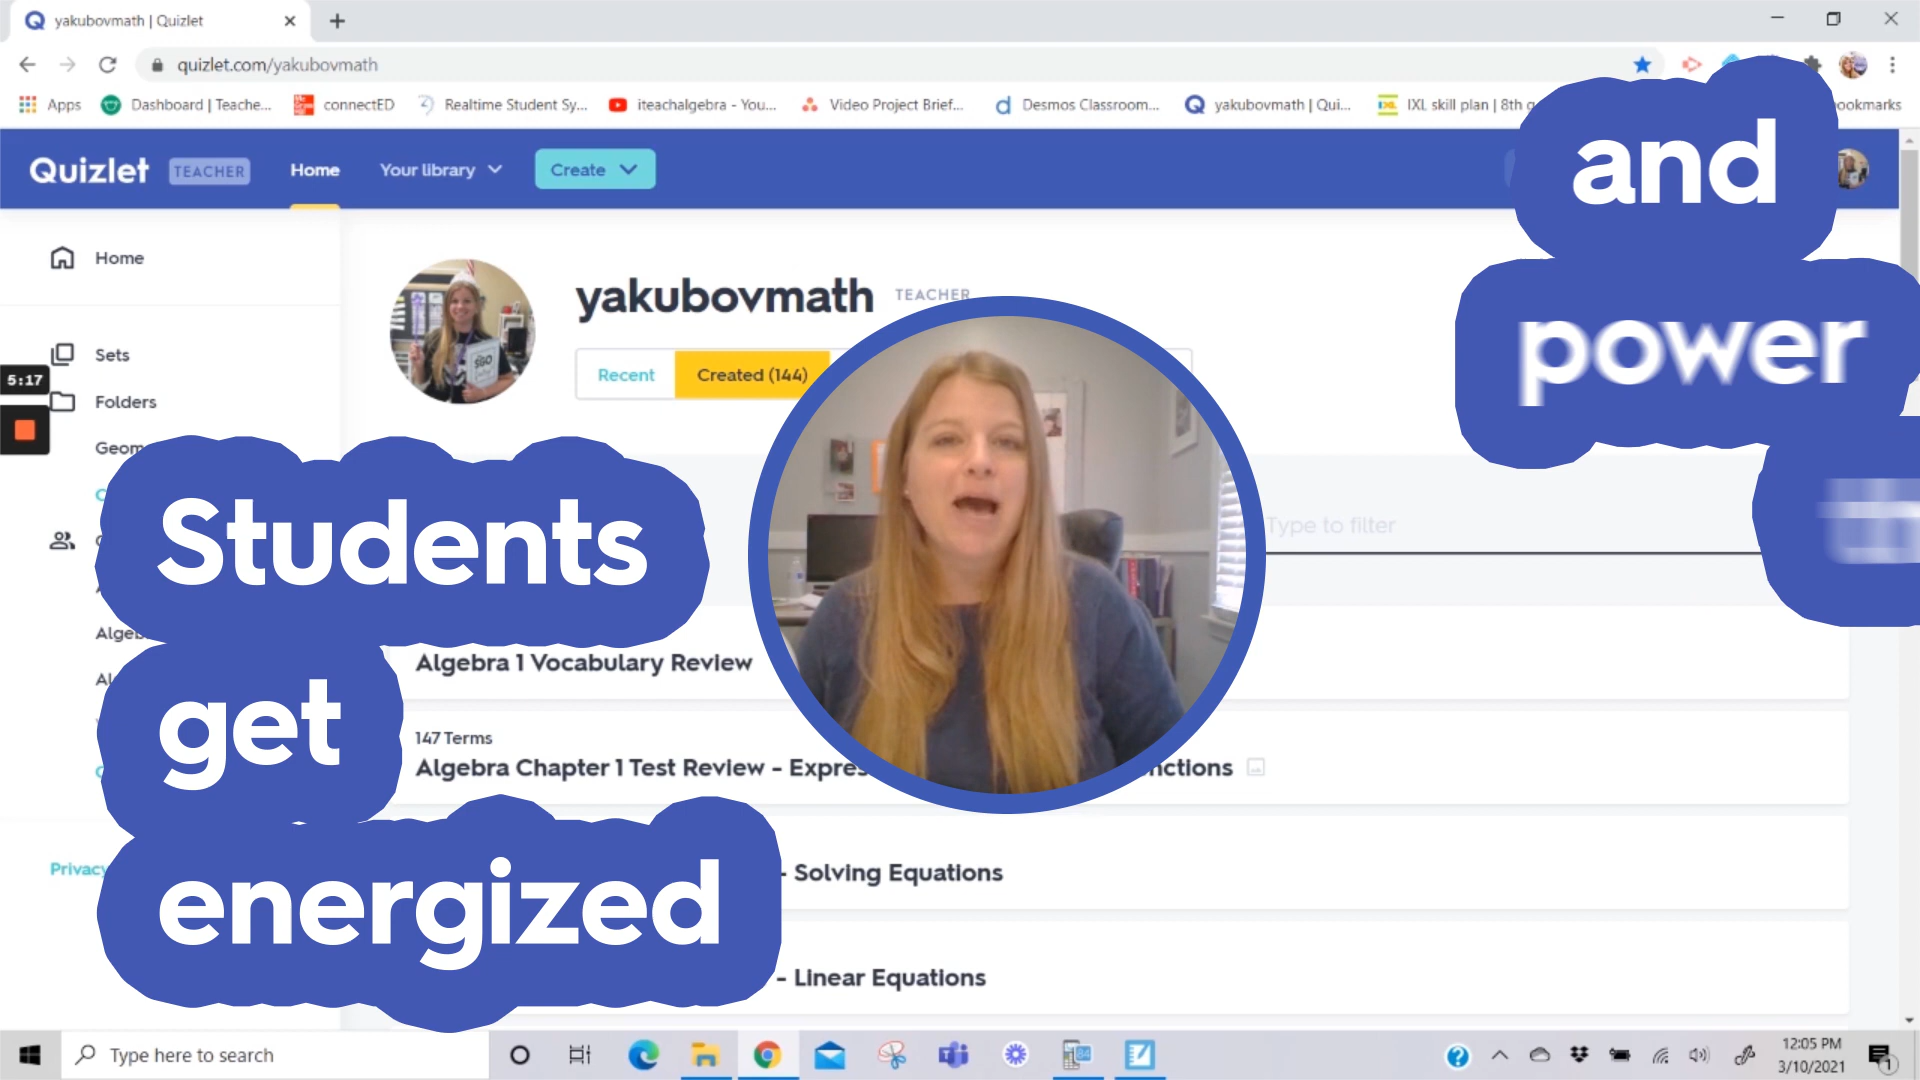 yakubovmath | Quizlet
quizlet.com/yakubovmath
Apps
Dashboard | Teache...
connectED
Realtime Student Sy...
iteachalgebra - You...
Video Project Brief...
Desmos Classroom...
yakubovmath | Qui...
IXL skill plan | 8th
ookmarks
Quizlet
TEACHER
Home
Your library
Create
and
power
Home
Sets
Folders
5:17
yakubovmath
TEACHER
Recent
Created (144)
Type to filter
Students
get
energized
Algebra 1 Vocabulary Review
147 Terms
Algebra Chapter 1 Test Review - Expres
nctions
- Solving Equations
- Linear Equations
Privacy
Type here to search
12:05 PM
3/10/2021